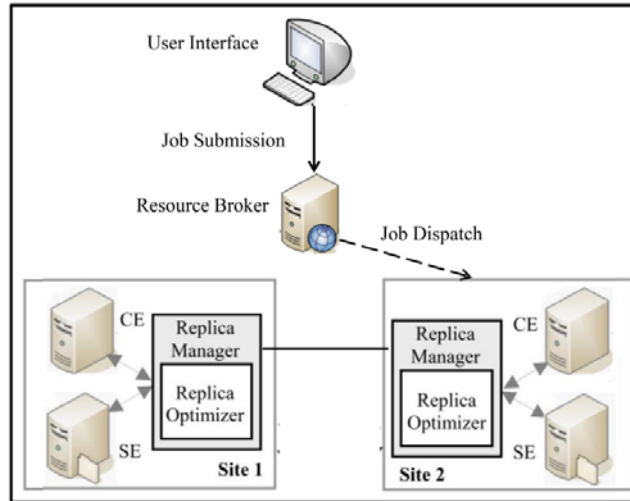 User Interface
Job Submission
Resource Broker
Job Dispatch
CE
Replica
Manager
Replica
Optimizer
SE
Site 1
Replica
Manager
Replica
Optimizer
CE
SE
Site 2